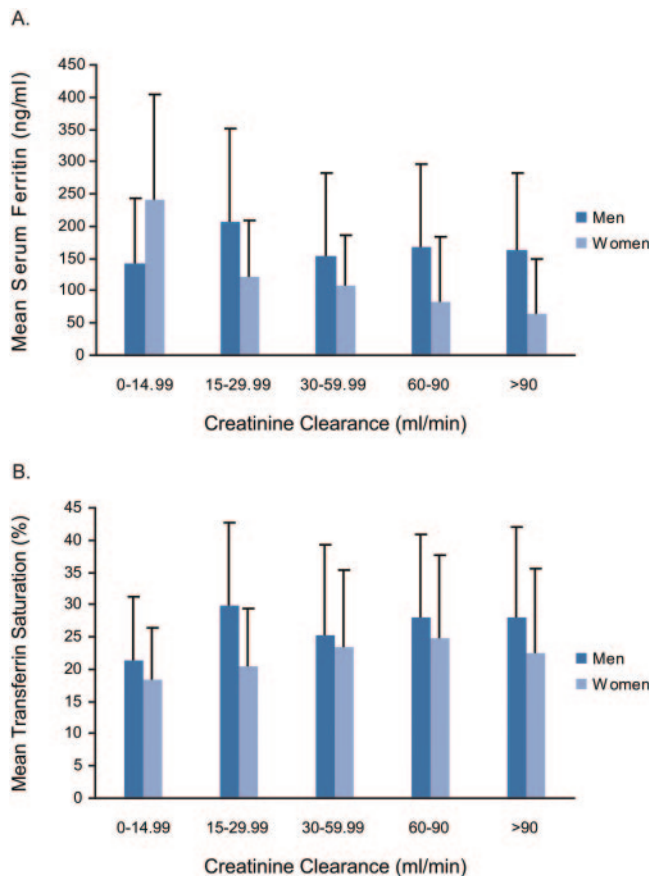 A.
Mean Serum Ferritin (ng/ml)
450
400
350
300
250
200
150
100
50
0
0-14.99 15-29.99 30-59.99 60-90 >90
Creatinine Clearance (ml/min)
Men
Women
B.
Mean Transferrin Saturation (%)
45
40
35
30
25
20
15
10
5
0
0-14.99 15-29.99 30-59.99 60-90 >90
Creatinine Clearance (ml/min)
Men
Women